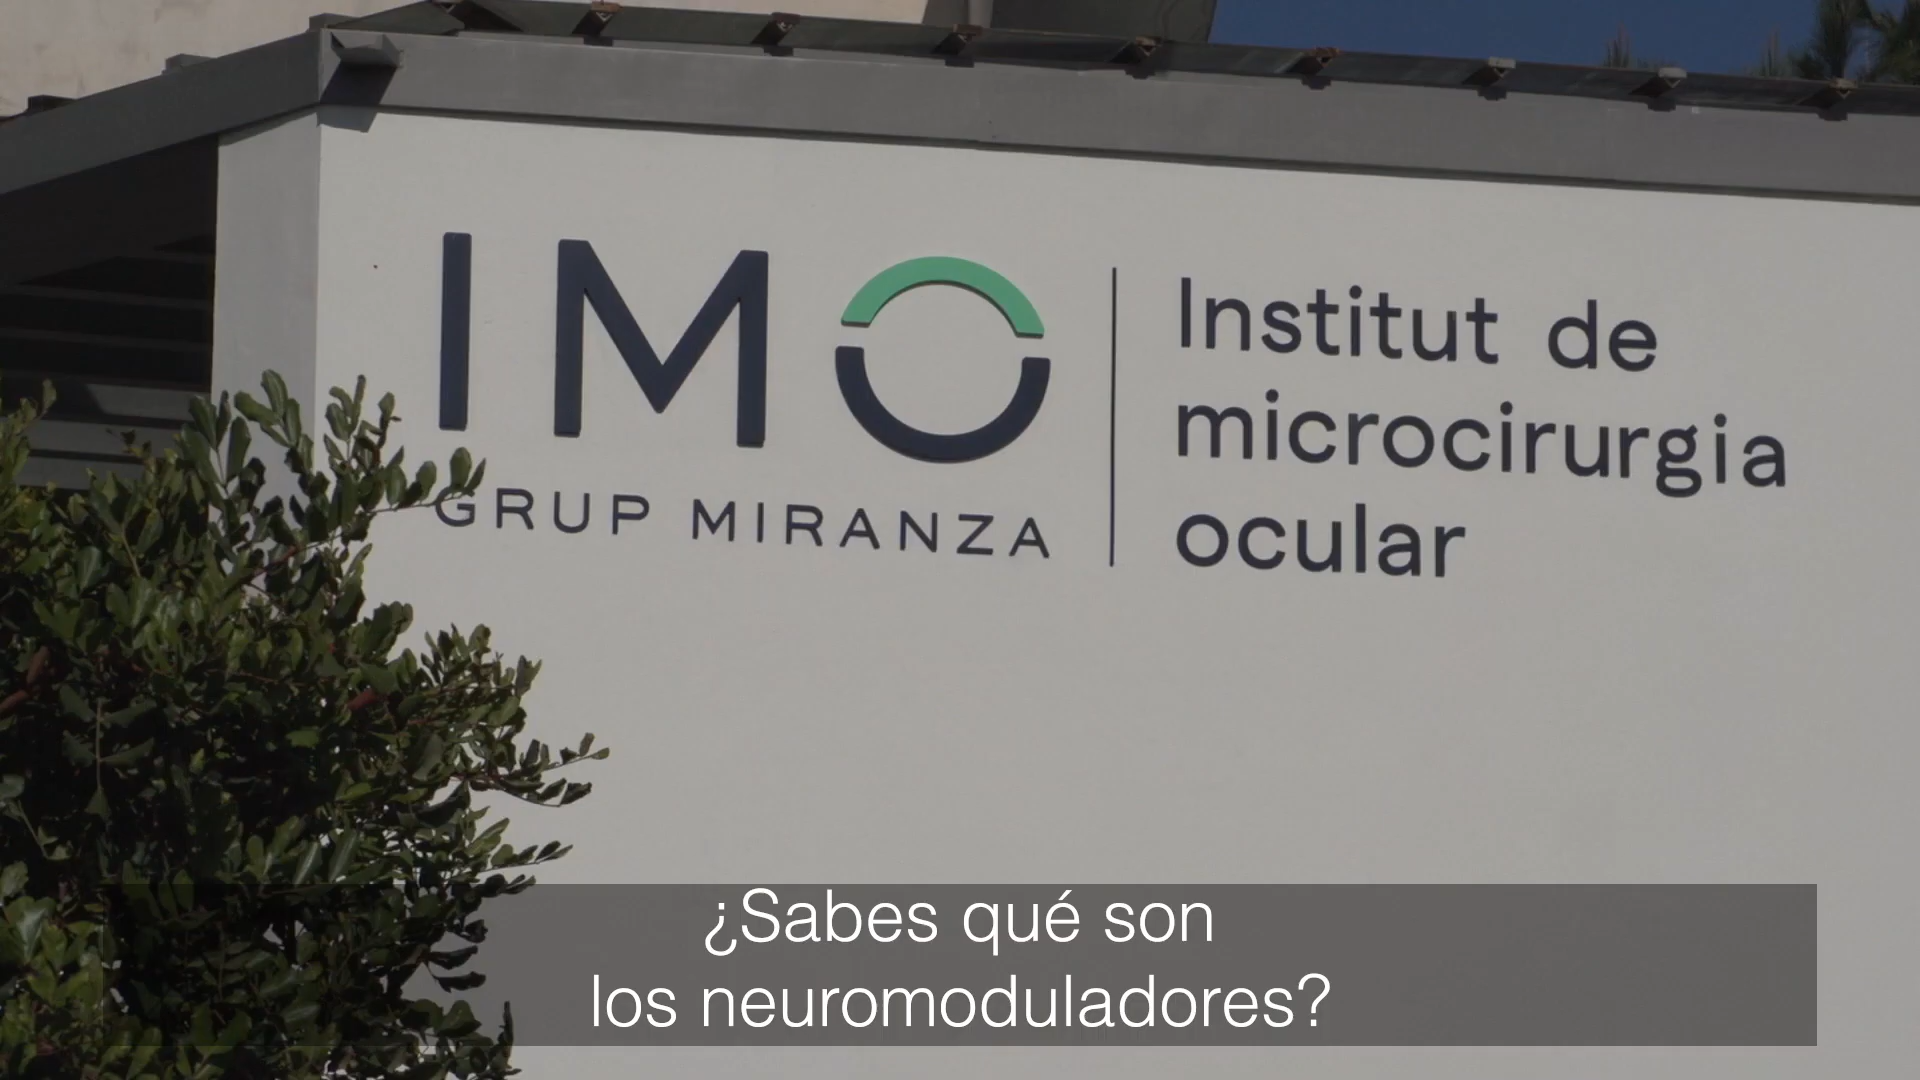 IMO
GRUP MIRANZA
Institut de
microcirurgia
ocular
¿Sabes qué son
los neuromoduladores?